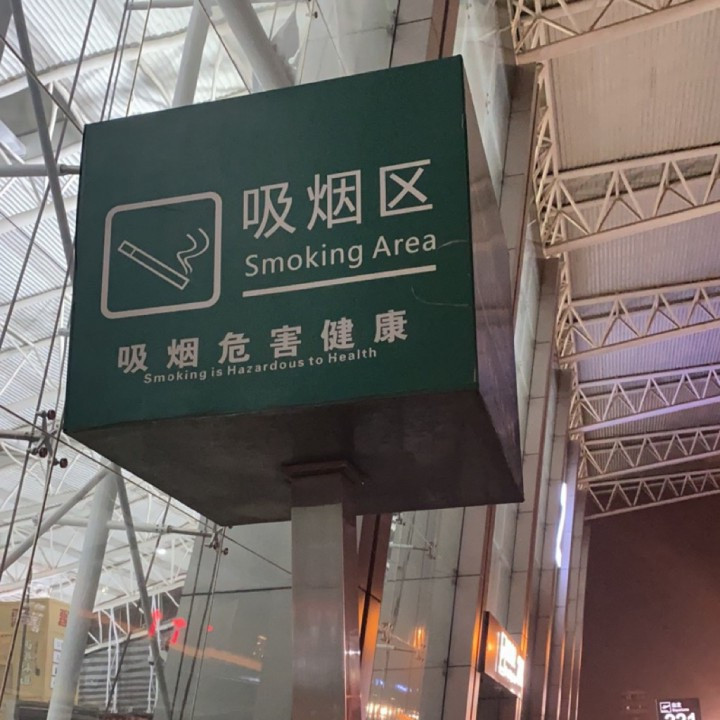 吸烟区
Smoking Area
吸烟危害健康
Smoking is Hazardous to Health